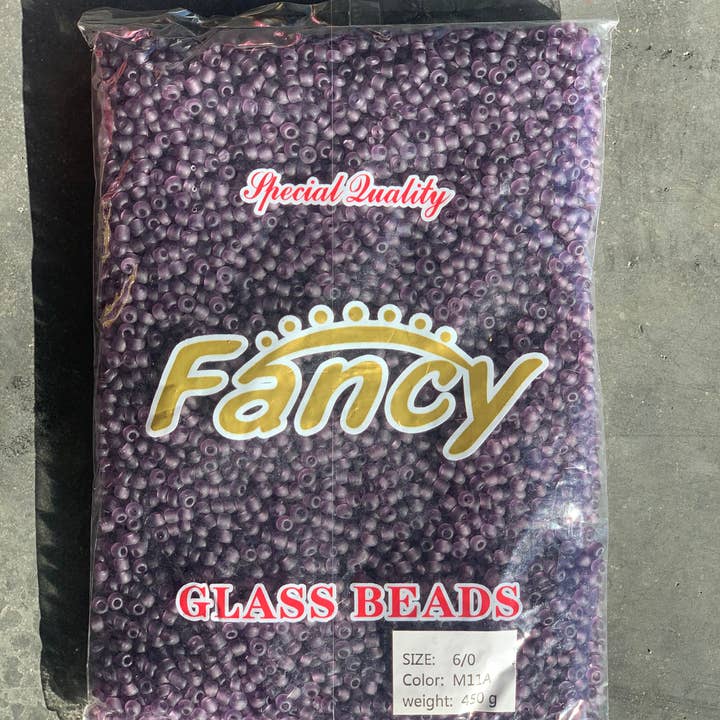 Special Quality
Fancy
GLASS BEADS
SIZE: 6/0
Color: M11A
weight: 450 g